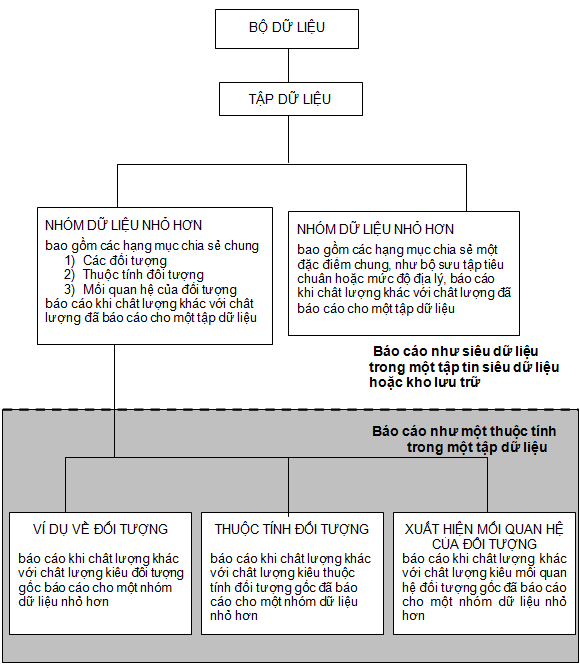 BỘ DỮ LIỆU
TẬP DỮ LIỆU
NHÓM DỮ LIỆU NHỎ HƠN
bao gồm các hạng mục chia sẻ chung
1) Các đối tượng
2) Thuộc tính đối tượng
3) Mối quan hệ của đối tượng
báo cáo khi chất lượng khác với chất
lượng đã báo cáo cho một tập dữ liệu
NHÓM DỮ LIỆU NHỎ HƠN
bao gồm các hạng mục chia sẻ một
đặc điểm chung, như bộ sưu tập tiêu
chuẩn hoặc mức độ địa lý, báo cáo
khi chất lượng khác với chất lượng đã
báo cáo cho một tập dữ liệu
Báo cáo như siêu dữ liệu
trong một tập tin siêu dữ liệu
hoặc kho lưu trữ
Báo cáo như một thuộc tính
trong một tập dữ liệu
VÍ DỤ VỀ ĐỐI TƯỢNG
báo cáo khi chất lượng khác
với chất lượng kiểu đối tượng
gốc báo cáo cho một nhóm
dữ liệu nhỏ hơn
THUỘC TÍNH ĐỐI TƯỢNG
báo cáo khi chất lượng khác
với chất lượng kiểu thuộc
tính đối tượng gốc đã báo
cáo cho một nhóm dữ liệu
nhỏ hơn
XUẤT HIỆN MỐI QUAN HỆ
CỦA ĐỐI TƯỢNG
báo cáo khi chất lượng khác
với chất lượng kiểu mối quan
hệ đối tượng gốc đã báo cáo
cho một nhóm dữ liệu nhỏ
hơn